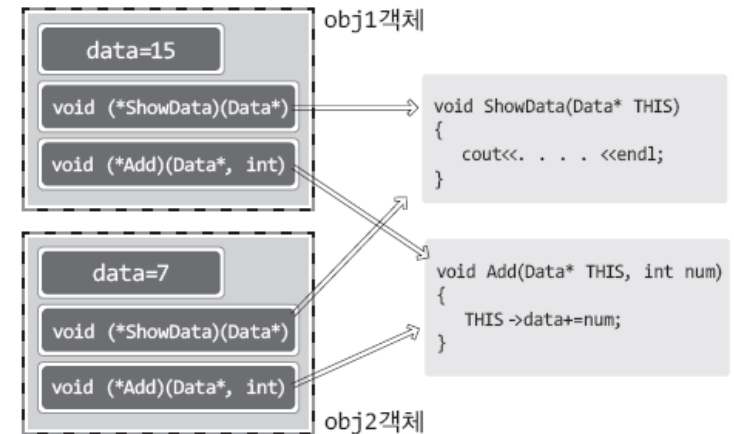 obj1객체
data=15
void (*ShowData)(Data*)
void (*Add)(Data*, int)
void ShowData(Data* THIS)
{
cout<<. . . . <<endl;
}
data=7
void (*ShowData)(Data*)
void (*Add)(Data*, int)
obj2객체
void Add(Data* THIS, int num)
{
THIS->data+=num;
}